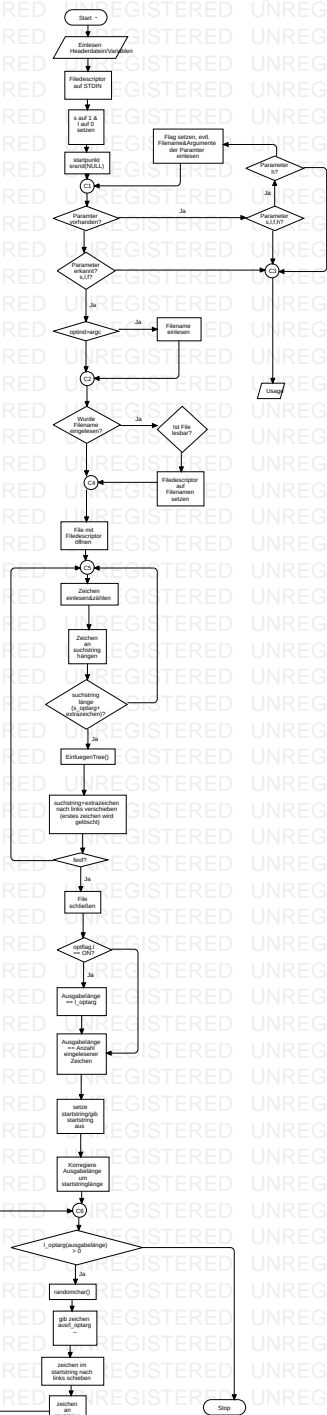 Start
Einlesen
Headerdatein/Variablen
Filedescriptor
auf STDIN
s auf 1 &
l auf 0
setzen
startpunkt
srand(NULL)
C1
Flag setzen, evtl.
Filename&Argumente
der Paramter
einlesen
Parameter
h?
Ja
Paramter
vorhanden?
Ja
Parameter
s,l,f,h?
Parameter
erkannt?
s,l,f?
C3
Ja
optind>argc
Ja
Filename
einlesen
C2
Usage
Wurde
Filename
eingelesen?
Ja
Ist File
lesbar?
C4
Filedescriptor
auf
Filenamen
setzen
File mit
Filedescriptor
öffnen
C5
Zeichen
einlesen&zählen
Zeichen
an
suchstring
hängen
suchstring
länge
(s_optarg+
extrazeichen)?
Ja
EinfuegenTree()
suchstring+extrazeichen
nach links verschieben
(erstes zeichen wird
gelöscht)
feof?
Ja
File
schließen
optflag.l
== ON?
Ja
Ausgabelänge
== l_optarg
Ausgabelänge
== Anzahl
eingelesener
Zeichen
setze
startstring/gib
startstring
aus
Korregiere
Ausgabelänge
um
startstringlänge
C6
l_optarg(ausgabelänge)
> 0
Ja
randomchar()
gib zeichen
aus/l_optarg
--
zeichen im
startstring nach
links schieben
zeichen
an
Stop
UNREGISTERED